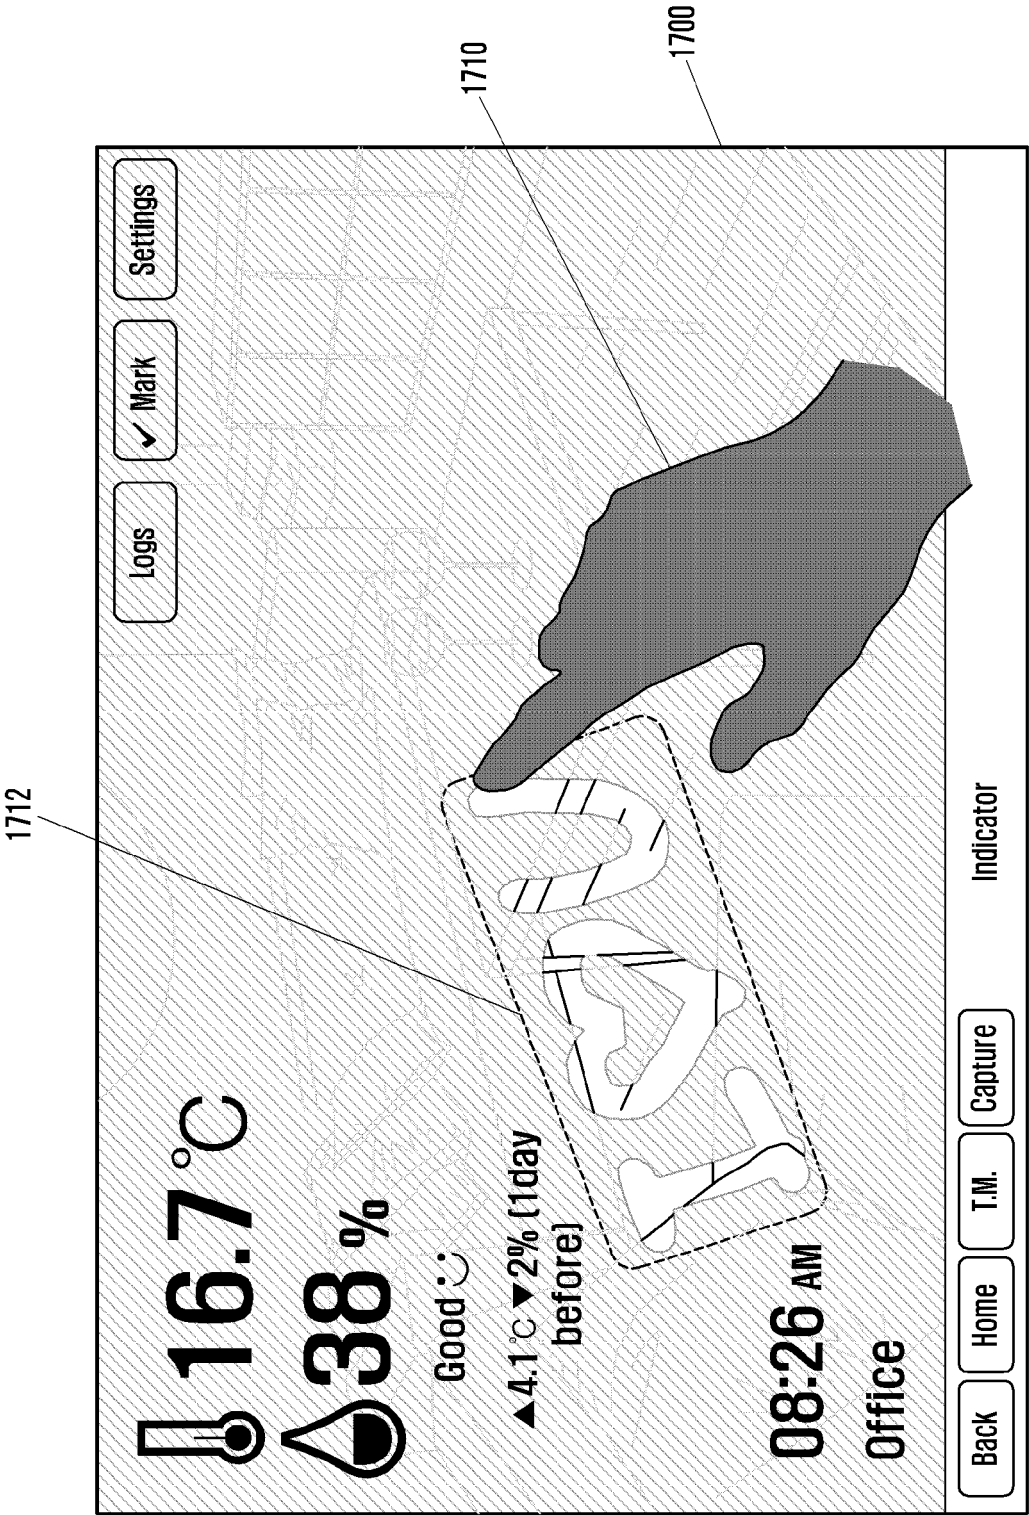 1712
1710
1700
Logs
✓ Mark
Settings
16.7°C
38%
Good
▲4.1°C ▼2% (1day
before)
I ♡ U
08:26 AM
Office
Back
Home
T.M.
Capture
Indicator